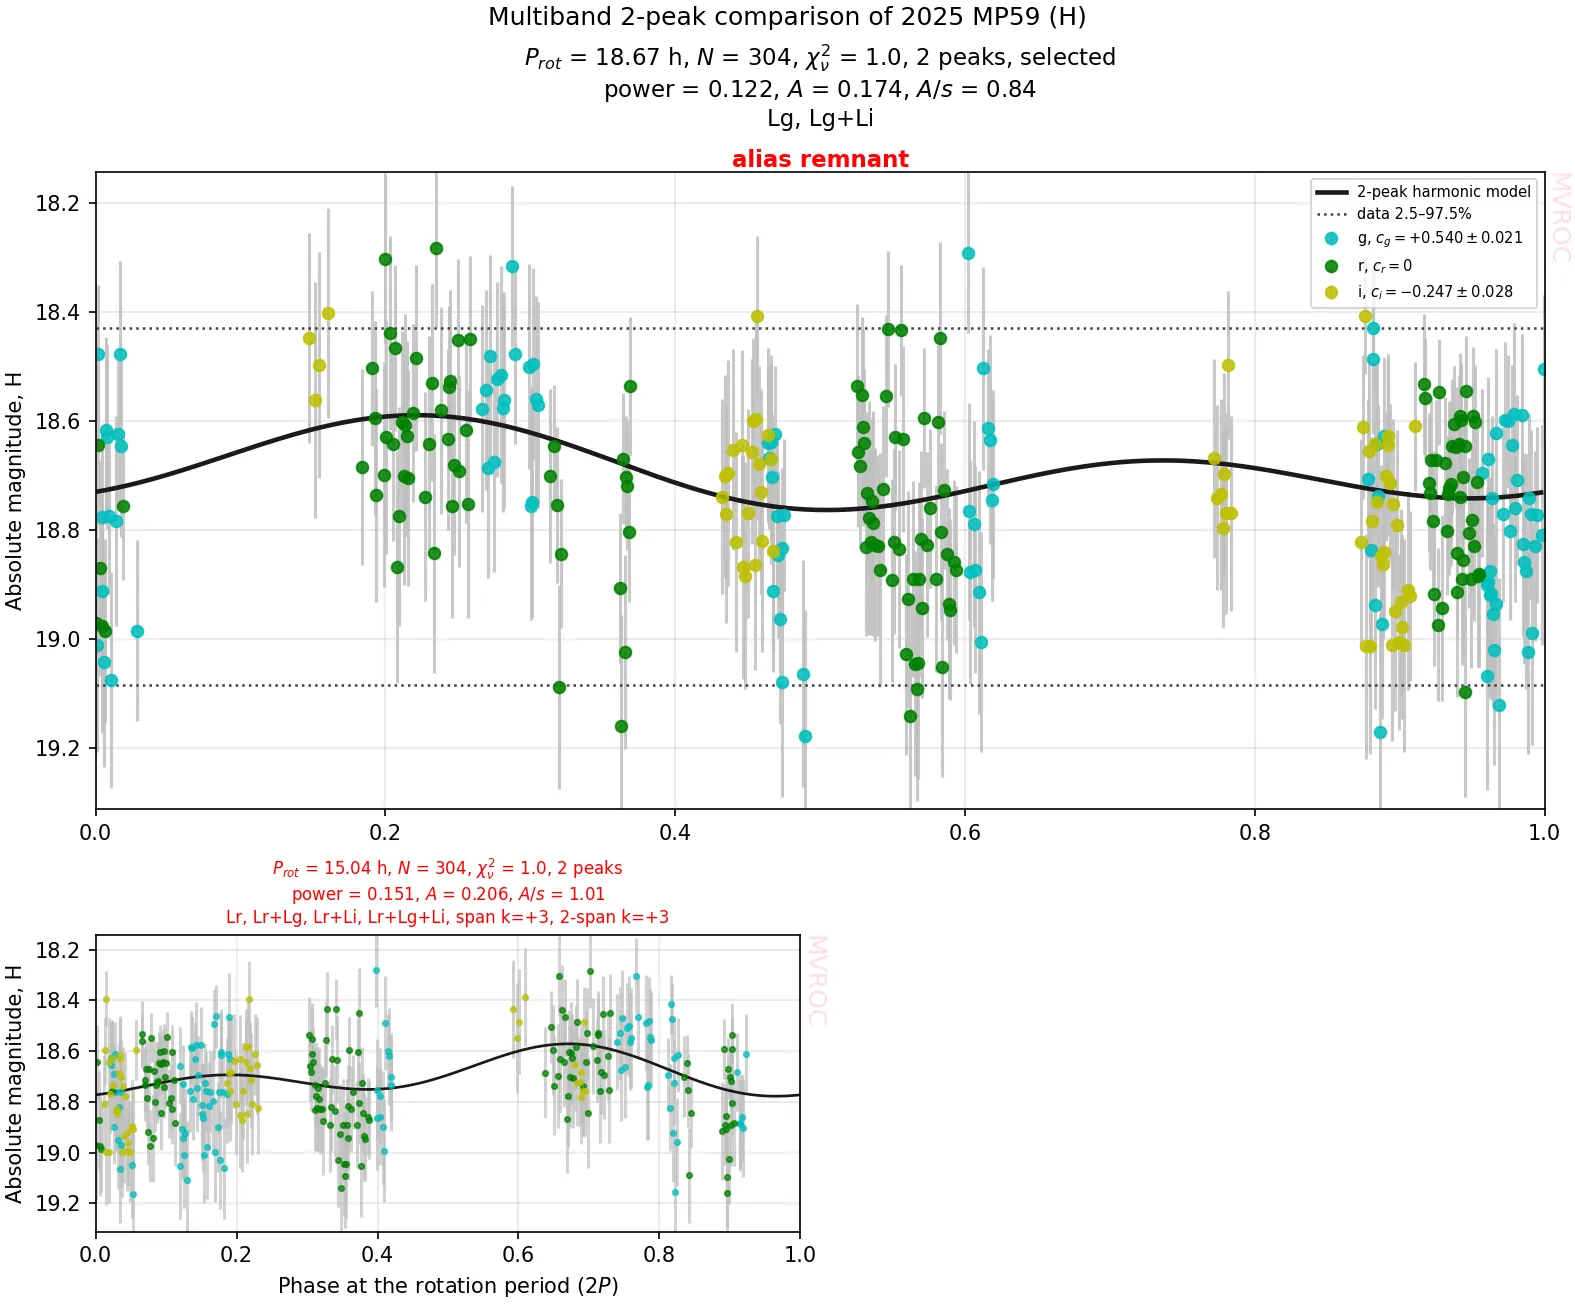 Multiband 2-peak comparison of 2025 MP59 (H)
P_rot = 18.67 h, N = 304, χ²_ν = 1.0, 2 peaks, selected
power = 0.122, A = 0.174, A/s = 0.84
Lg, Lg+Li
alias remnant
2-peak harmonic model
data 2.5–97.5%
g, c_g = +0.540 ± 0.021
r, c_r = 0
i, c_i = −0.247 ± 0.028
MVROC
Absolute magnitude, H
18.2
18.4
18.6
18.8
19.0
19.2
0.0 0.2 0.4 0.6 0.8 1.0
P_rot = 15.04 h, N = 304, χ²_ν = 1.0, 2 peaks
power = 0.151, A = 0.206, A/s = 1.01
Lr, Lr+Lg, Lr+Li, Lr+Lg+Li, span k=+3, 2-span k=+3
MVROC
Absolute magnitude, H
18.2
18.4
18.6
18.8
19.0
19.2
0.0 0.2 0.4 0.6 0.8 1.0
Phase at the rotation period (2P)